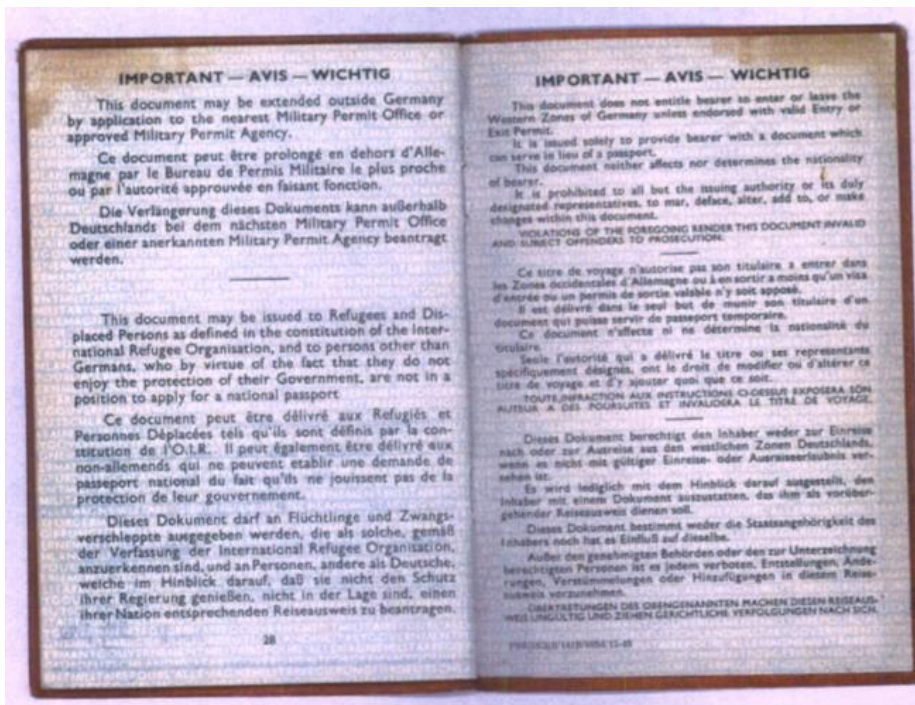 IMPORTANT — AVIS — WICHTIG
This document may be extended outside Germany
by application to the nearest Military Permit Office or
approved Military Permit Agency.
Ce document peut être prolongé en dehors d'Alle-
magne par le Bureau de Permis Militaire le plus proche
ou par l'autorité approuvée en faisant fonction.
Die Verlängerung dieses Dokuments kann außerhalb
Deutschlands bei dem nächsten Military Permit Office
oder einer anerkannten Military Permit Agency beantragt
werden.
This document may be issued to Refugees and Dis-
placed Persons as defined in the constitution of the Inter-
national Refugee Organisation, and to persons other than
Germans, who by virtue of the fact that they do not
enjoy the protection of their Government, are not in a
position to apply for a national passport
Ce document peut être délivré aux Refugiés et
Personnes Déplacées tels qu'ils sont définis par la con-
stitution de l'O.I.R. Il peut également être délivré aux
non-allemends qui ne peuvent etablir une demande de
passeport national du fait qu'ils ne jouissent pas de la
protection de leur gouvernement.
Dieses Dokument darf an Flüchtlinge und Zwangs-
verschleppte ausgegeben werden, die als solche, gemäß
der Verfassung der International Refugee Organisation,
anzuerkennen sind, und an Personen, andere als Deutsche,
welche im Hinblick darauf, daß sie nicht den Schutz
ihrer Regierung genießen, nicht in der Lage sind, einen
ihrer Nation entsprechenden Reiseausweis zu beantragen.
28
IMPORTANT — AVIS — WICHTIG
This document does not entitle bearer to enter or leave the
Western Zones of Germany unless endorsed with valid Entry or
Exit Permit.
It is issued solely to provide bearer with a document which
can serve in lieu of a passport.
This document neither affects nor determines the nationality
of bearer.
It is prohibited to all but the issuing authority or its duly
designated representatives, to mar, deface, alter, add to, or make
changes within this document.
VIOLATIONS OF THE FOREGOING RENDER THIS DOCUMENT INVALID
AND SUBJECT OFFENDERS TO PROSECUTION.
Ce titre de voyage n'autorise pas son titulaire a entrer dans
les Zones occidentales d'Allemagne ou à en sortir a moins qu'un visa
d'entrée ou un permis de sortie valable n'y soit apposé.
Il est délivré dans le seul but de munir son titulaire d'un
document qui puisse servir de passeport temporaire.
Ce document n'affecte ni ne détermine la nationalité du
titulaire.
Seule l'autorité qui a délivré le titre ou ses representants
spécifiquement désignés, ont le droit de modifier ou d'altérer ce
titre de voyage et d'y ajouter quoi que ce soit.
TOUTE INFRACTION AUX INSTRUCTIONS CI-DESSUS EXPOSERA SON
AUTEUR A DES POURSUITES ET INVALIDERA LE TITRE DE VOYAGE.
Dieses Dokument berechtigt den Inhaber weder zur Einreise
nach oder zur Ausreise aus den westlichen Zonen Deutschlands,
wenn es nicht mit gültiger Einreise- oder Ausreiseerlaubnis ver-
sehen ist.
Es wird lediglich mit dem Hinblick darauf ausgestellt, den
Inhaber mit einem Dokument auszustatten, das ihm als vorüber-
gehender Reiseausweis dienen soll.
Dieses Dokument bestimmt weder die Staatsangehörigkeit des
Inhabers noch hat es Einfluß auf dieselbe.
Außer den genehmigten Behörden oder den zur Unterzeichnung
berechtigten Personen ist es jedem verboten, Entstellungen, Ände-
rungen, Verstümmelungen oder Hinzufügungen in diesem Reise-
ausweis vorzunehmen.
ÜBERTRETUNGEN DES OBENGENANNTEN MACHEN DIESEN REISEAUS-
WEIS UNGÜLTIG UND ZIEHEN GERICHTLICHE VERFOLGUNGEN NACH SICH.